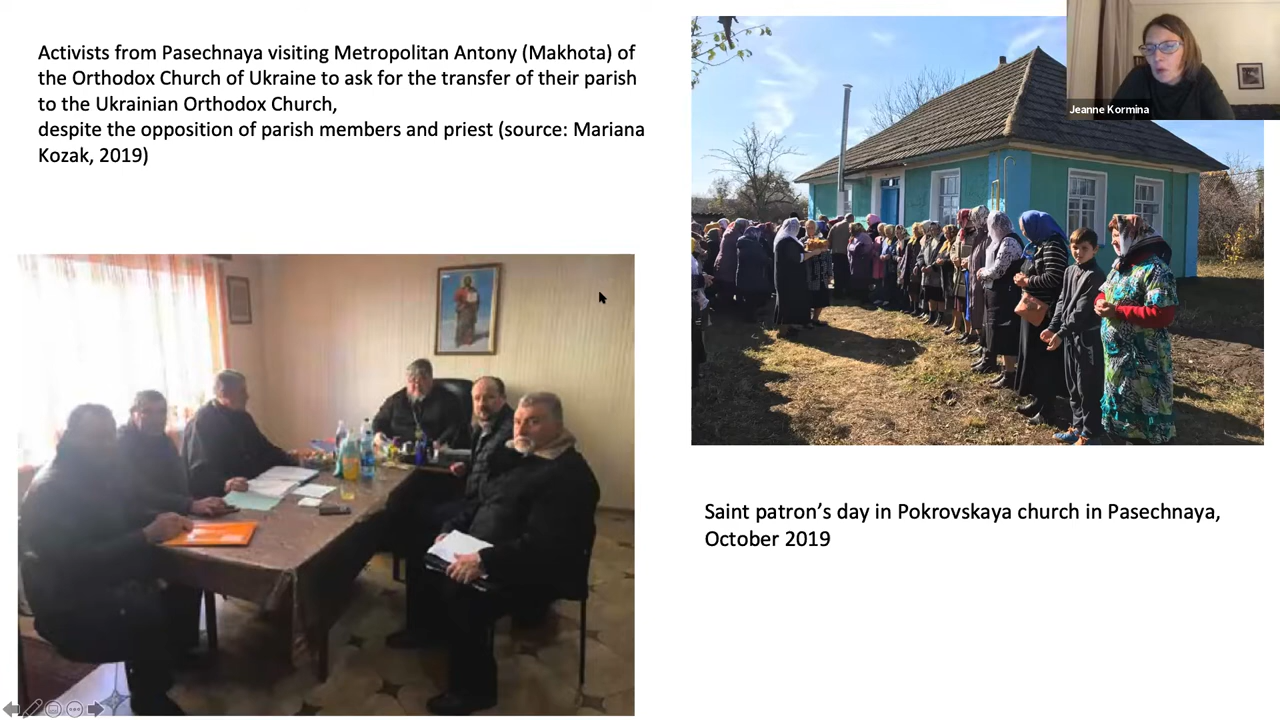 Activists from Pasechnaya visiting Metropolitan Antony (Makhota) of
the Orthodox Church of Ukraine to ask for the transfer of their parish
to the Ukrainian Orthodox Church,
despite the opposition of parish members and priest (source: Mariana
Kozak, 2019)
Jeanne Kormina
Saint patron’s day in Pokrovskaya church in Pasechnaya,
October 2019